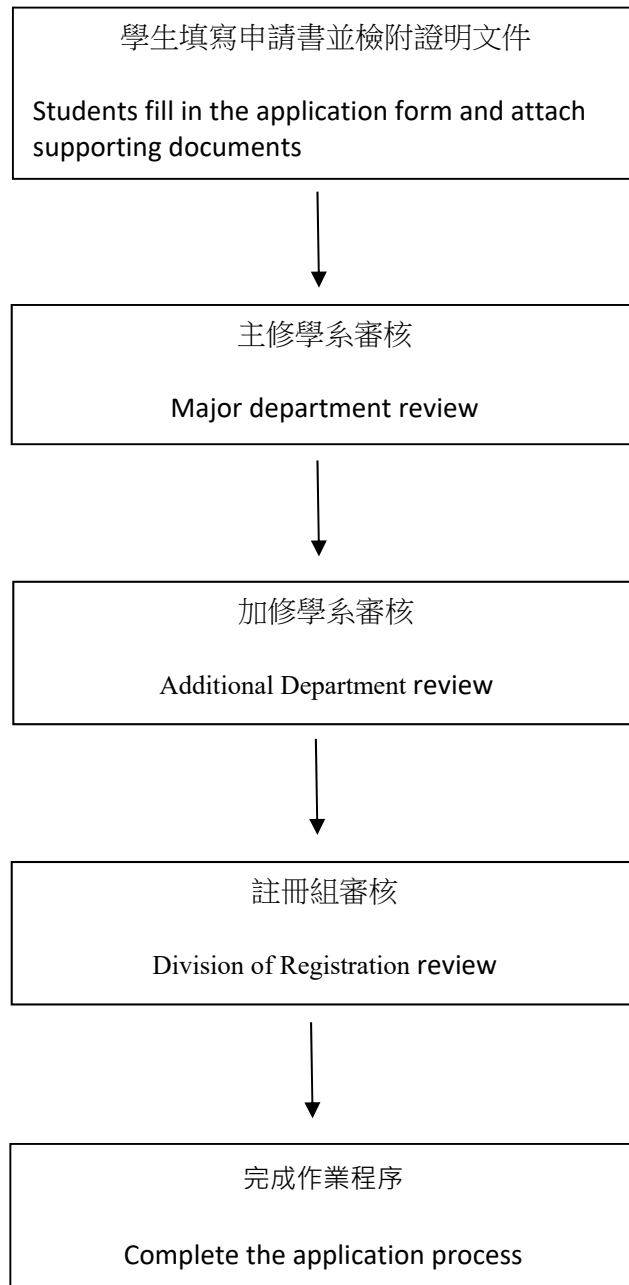 學生填寫申請書並檢附證明文件
Students fill in the application form and attach
supporting documents
主修學系審核
Major department review
加修學系審核
Additional Department review
註冊組審核
Division of Registration review
完成作業程序
Complete the application process